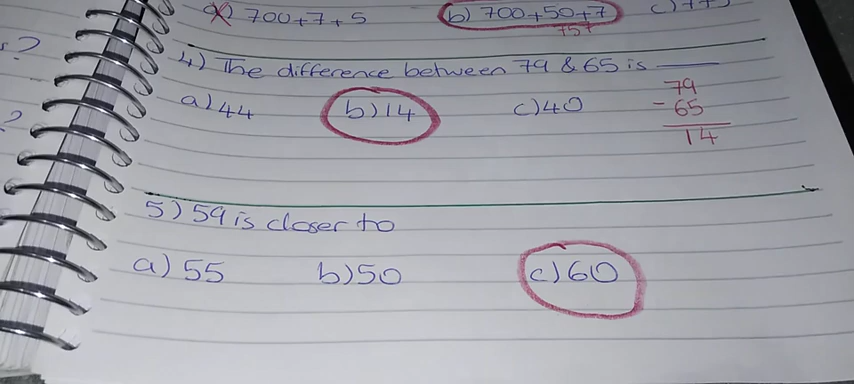 a) 700+7+5 b) 700+50+7 c)
757
?
4) The difference between 79 & 65 is ___
a) 44 b) 14 c) 40
79
- 65
14
?
5) 59 is closer to
a) 55 b) 50 c) 60